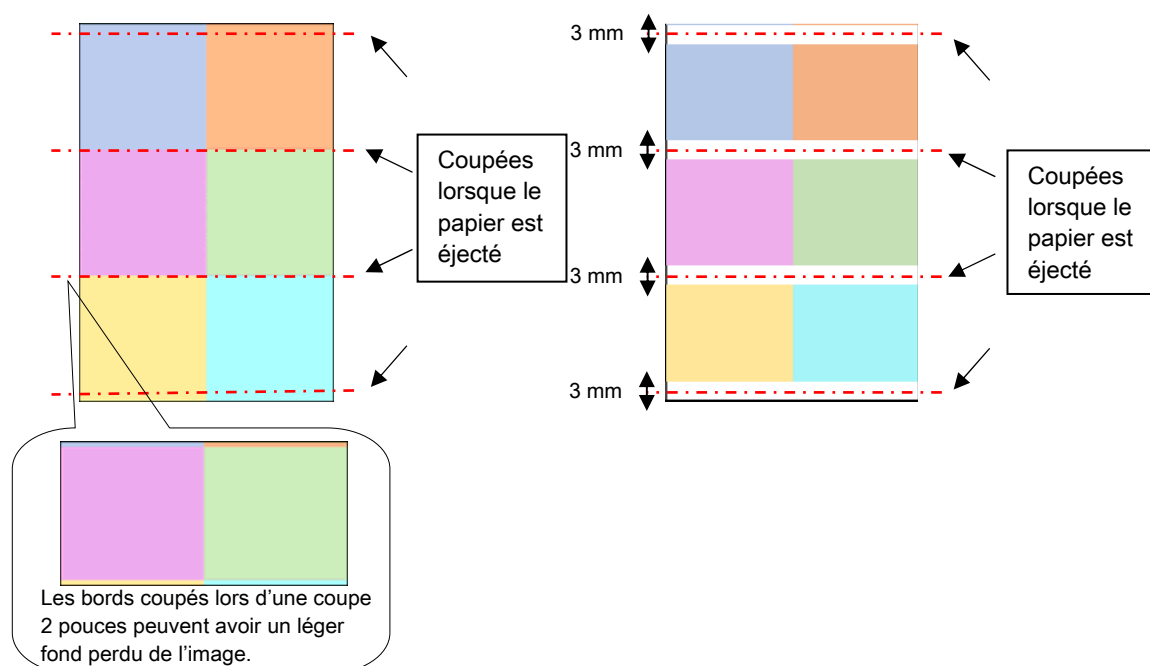 3 mm
3 mm
3 mm
3 mm
Coupées
lorsque le
papier est
éjecté
Coupées
lorsque le
papier est
éjecté
Les bords coupés lors d’une coupe
2 pouces peuvent avoir un léger
fond perdu de l’image.